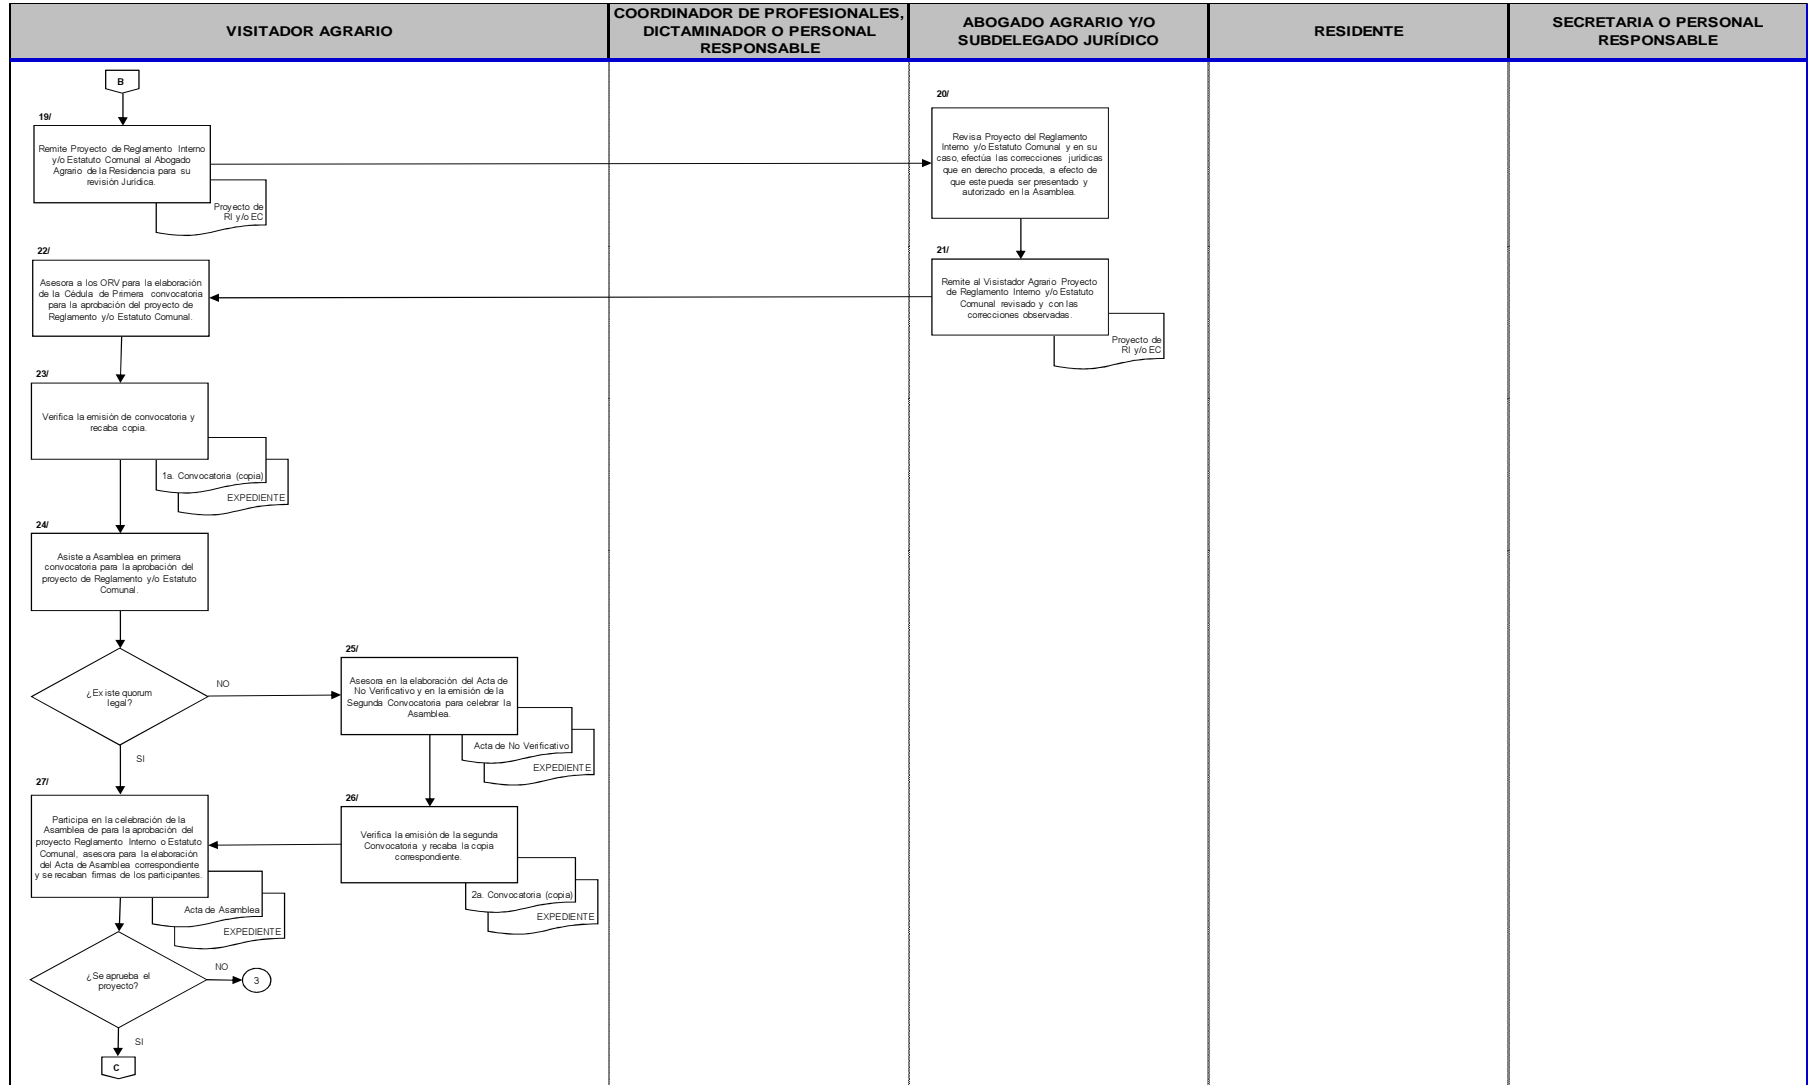 VISITADOR AGRARIO
COORDINADOR DE PROFESIONALES,
DICTAMINADOR O PERSONAL
RESPONSABLE
ABOGADO AGRARIO Y/O
SUBDELEGADO JURÍDICO
RESIDENTE
SECRETARIA O PERSONAL
RESPONSABLE
B
19/
Remite Proyecto de Reglamento Interno
y/o Estatuto Comunal al Abogado
Agrario de la Residencia para su
revisión Jurídica.
Proyecto de
RI y/o EC
20/
Revisa Proyecto del Reglamento
Interno y/o Estatuto Comunal y en su
caso, efectúa las correcciones jurídicas
que en derecho proceda, a efecto de
que este pueda ser presentado y
autorizado en la Asamblea.
22/
Asesora a los ORV para la elaboración
de la Cédula de Primera convocatoria
para la aprobación del proyecto de
Reglamento y/o Estatuto Comunal.
21/
Remite al Visistador Agrario Proyecto
de Reglamento Interno y/o Estatuto
Comunal revisado y con las
correcciones observadas.
Proyecto de
RI y/o EC
23/
Verifica la emisión de convocatoria y
recaba copia.
1a. Convocatoria (copia)
EXPEDIENTE
24/
Asiste a Asamblea en primera
convocatoria para la aprobación del
proyecto de Reglamento y/o Estatuto
Comunal.
¿Existe quorum
legal?
NO
SI
25/
Asesora en la elaboración del Acta de
No Verificativo y en la emisión de la
Segunda Convocatoria para celebrar la
Asamblea.
Acta de No Verificativo
EXPEDIENTE
27/
Participa en la celebración de la
Asamblea de para la aprobación del
proyecto Reglamento Interno o Estatuto
Comunal, asesora para la elaboración
del Acta de Asamblea correspondiente
y se recaban firmas de los participantes.
Acta de Asamblea
EXPEDIENTE
26/
Verifica la emisión de la segunda
Convocatoria y recaba la copia
correspondiente.
2a. Convocatoria (copia)
EXPEDIENTE
¿Se aprueba el
proyecto?
NO
3
SI
C